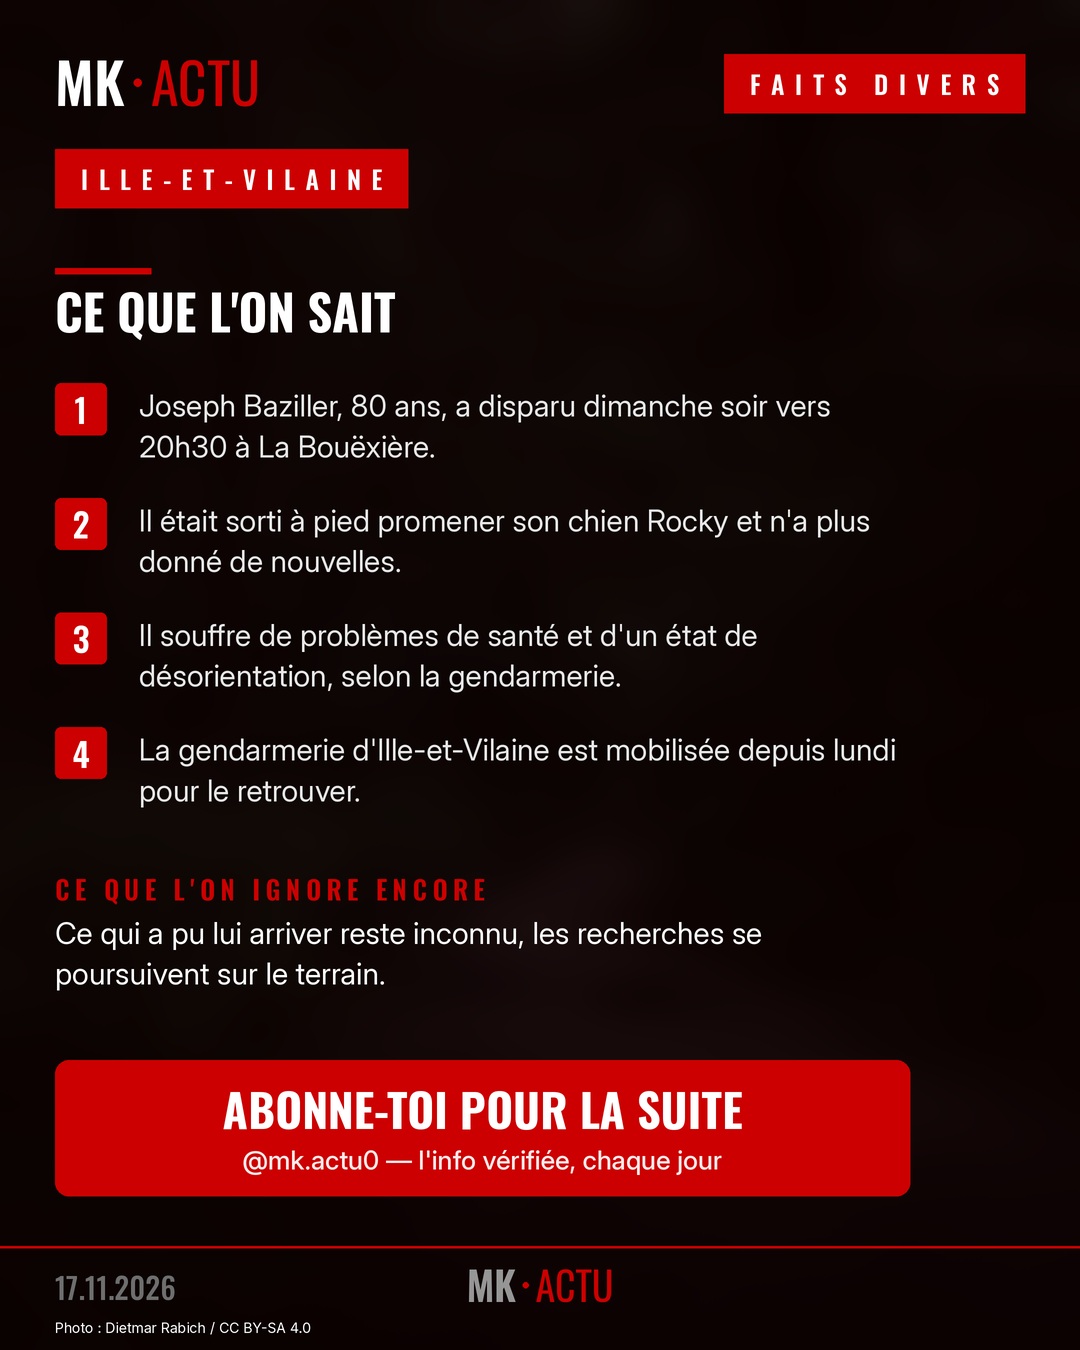 MK·ACTU
FAITS DIVERS
ILLE-ET-VILAINE
CE QUE L'ON SAIT
1
Joseph Baziller, 80 ans, a disparu dimanche soir vers
20h30 à La Bouëxière.
2
Il était sorti à pied promener son chien Rocky et n'a plus
donné de nouvelles.
3
Il souffre de problèmes de santé et d'un état de
désorientation, selon la gendarmerie.
4
La gendarmerie d'Ille-et-Vilaine est mobilisée depuis lundi
pour le retrouver.
CE QUE L'ON IGNORE ENCORE
Ce qui a pu lui arriver reste inconnu, les recherches se
poursuivent sur le terrain.
ABONNE-TOI POUR LA SUITE
@mk.actu0 — l'info vérifiée, chaque jour
17.11.2026
MK·ACTU
Photo : Dietmar Rabich / CC BY-SA 4.0